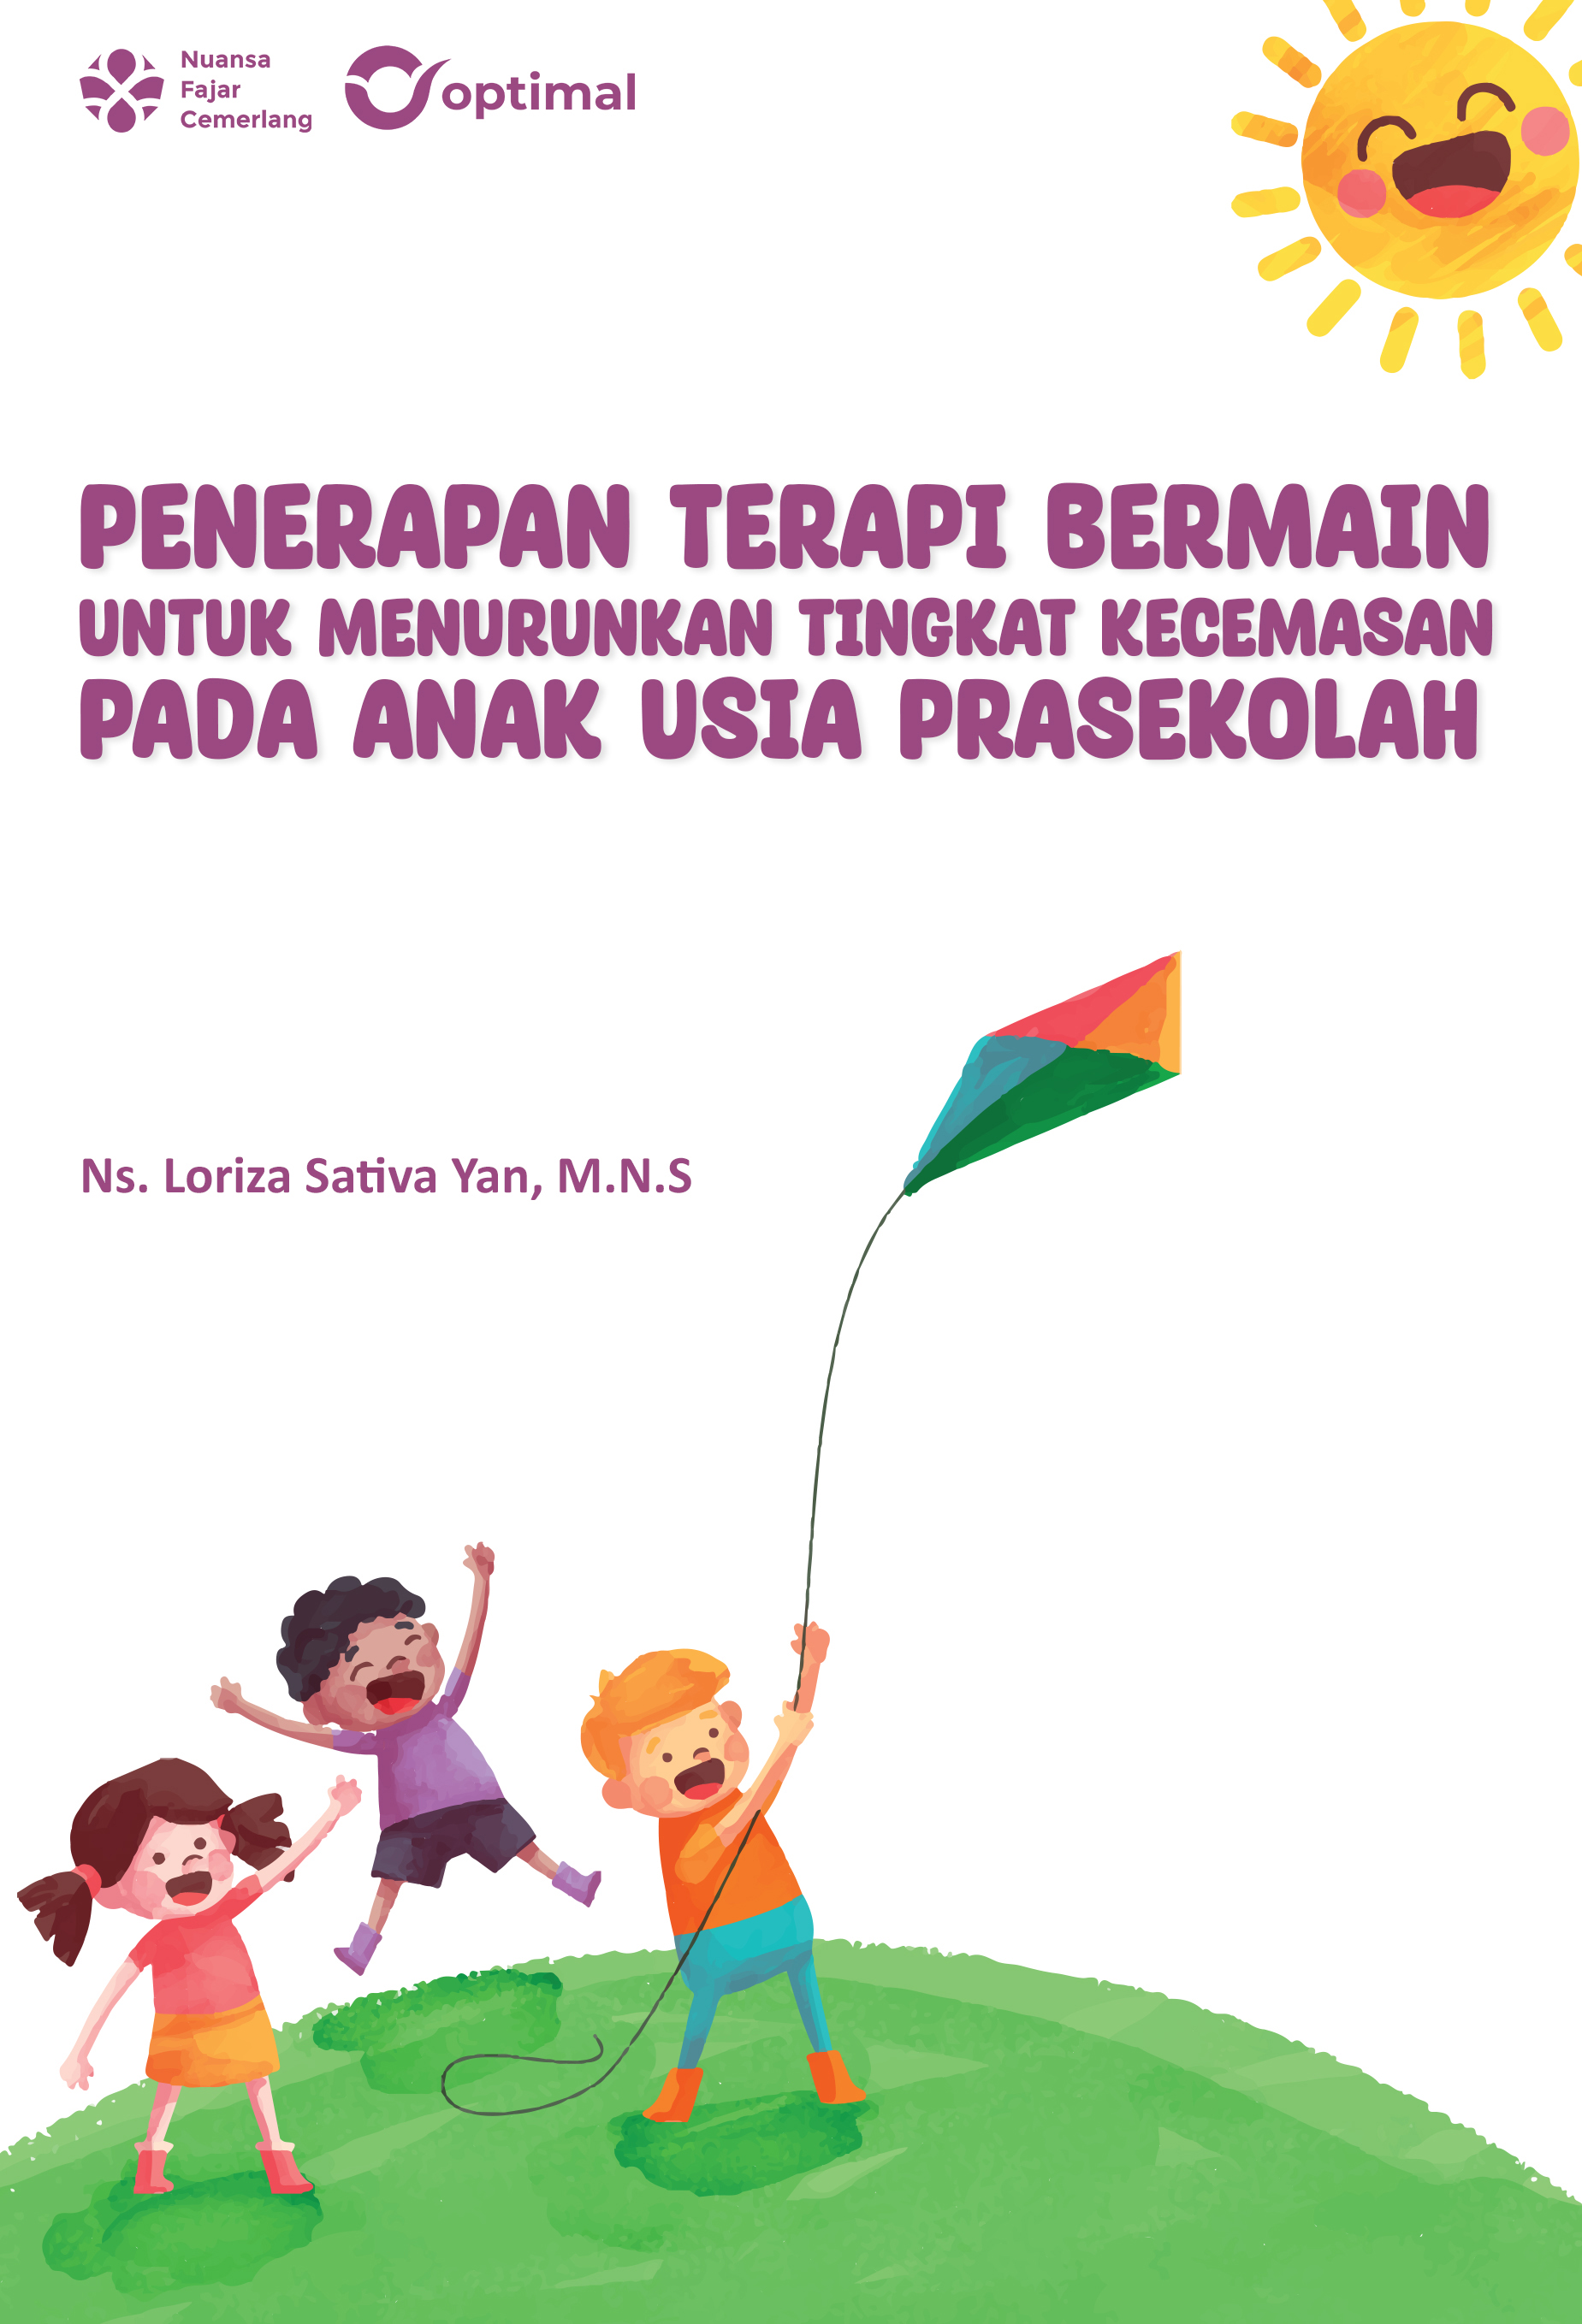 Nuansa
Fajar
Cemerlang
optimal
PENERAPAN TERAPI BERMAIN
UNTUK MENURUNKAN TINGKAT KECEMASAN
PADA ANAK USIA PRASEKOLAH
Ns. Loriza Sativa Yan, M.N.S